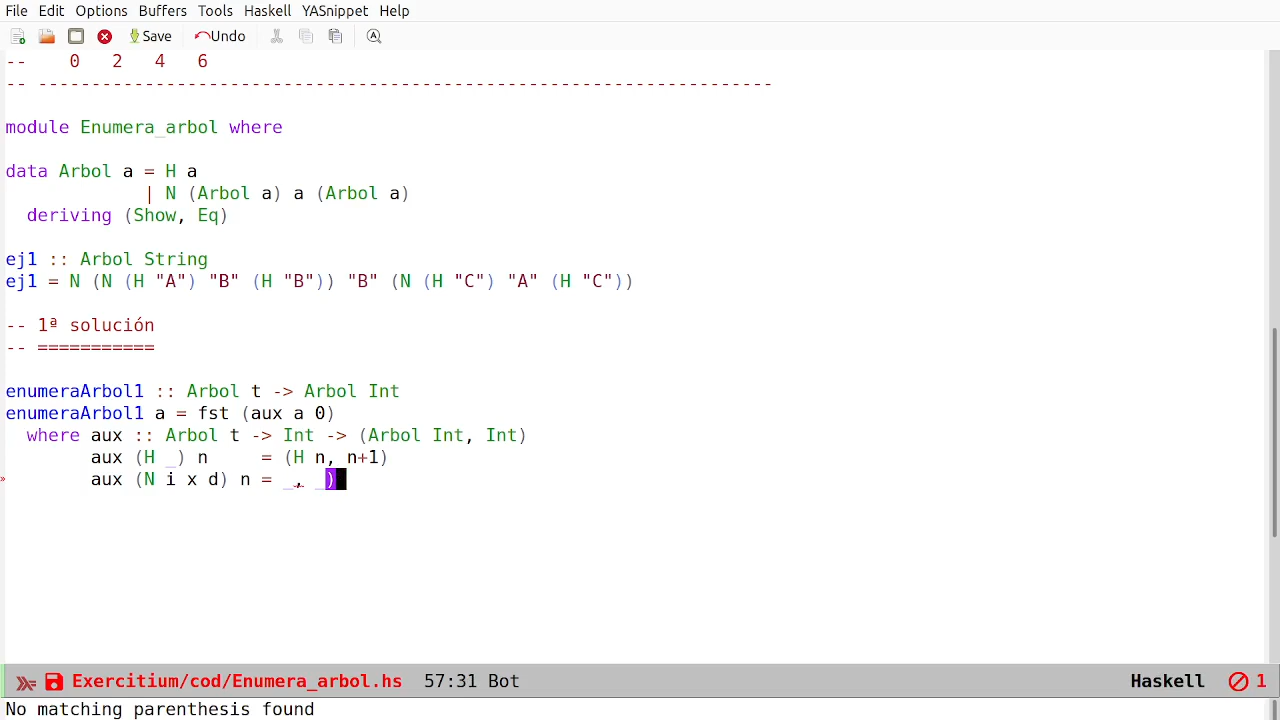 File Edit Options Buffers Tools Haskell YASnippet Help
Save Undo
--    0   2   4   6
-- ---------------------------------------------------------------------
module Enumera_arbol where
data Arbol a = H a
             | N (Arbol a) a (Arbol a)
  deriving (Show, Eq)
ej1 :: Arbol String
ej1 = N (N (H "A") "B" (H "B")) "B" (N (H "C") "A" (H "C"))
-- 1ª solución
-- ===========
enumeraArbol1 :: Arbol t -> Arbol Int
enumeraArbol1 a = fst (aux a 0)
  where aux :: Arbol t -> Int -> (Arbol Int, Int)
        aux (H _) n     = (H n, n+1)
        aux (N i x d) n = _, _)
Exercitium/cod/Enumera_arbol.hs  57:31 Bot Haskell 1
No matching parenthesis found